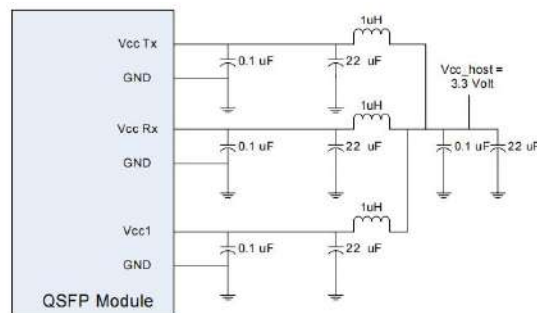 1uH
Vcc Tx
0.1 uF
22 uF
GND
Vcc_host =
3.3 Volt
1uH
Vcc Rx
0.1 uF
22 uF
0.1 uF
22 uF
GND
1uH
Vcc1
0.1 uF
22 uF
GND
QSFP Module